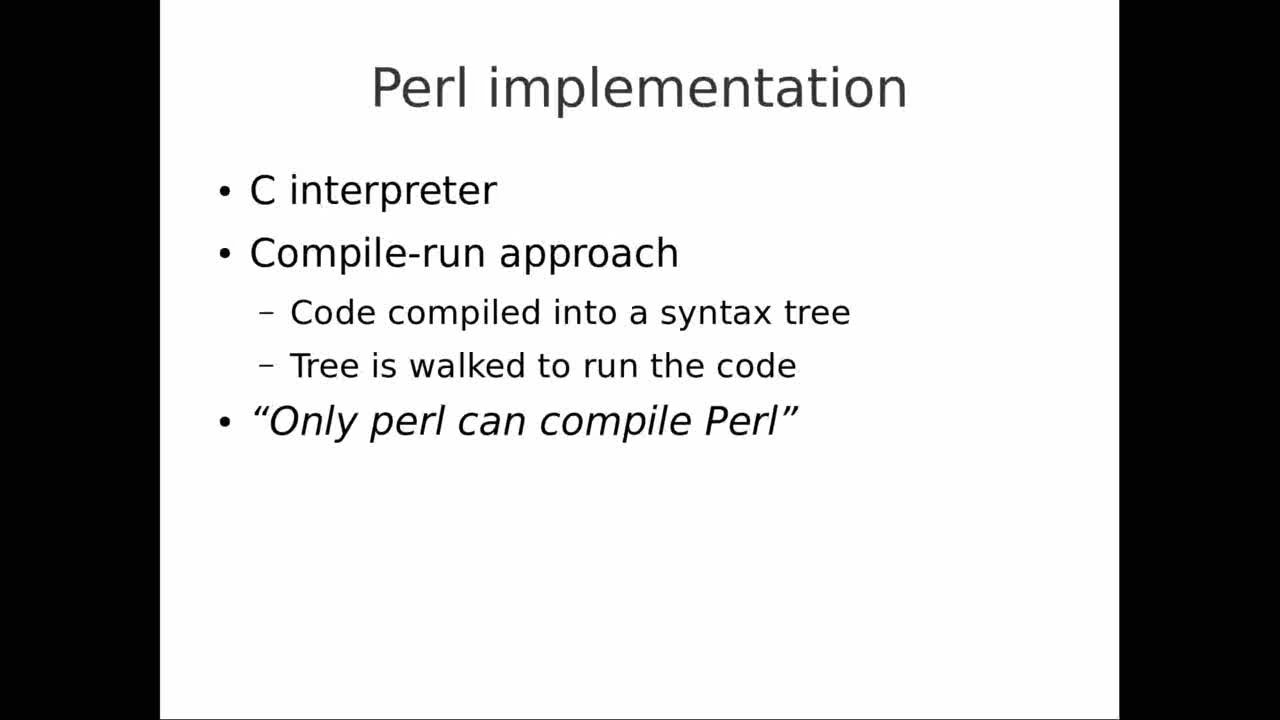 Perl implementation
• C interpreter
• Compile-run approach
– Code compiled into a syntax tree
– Tree is walked to run the code
• “Only perl can compile Perl”